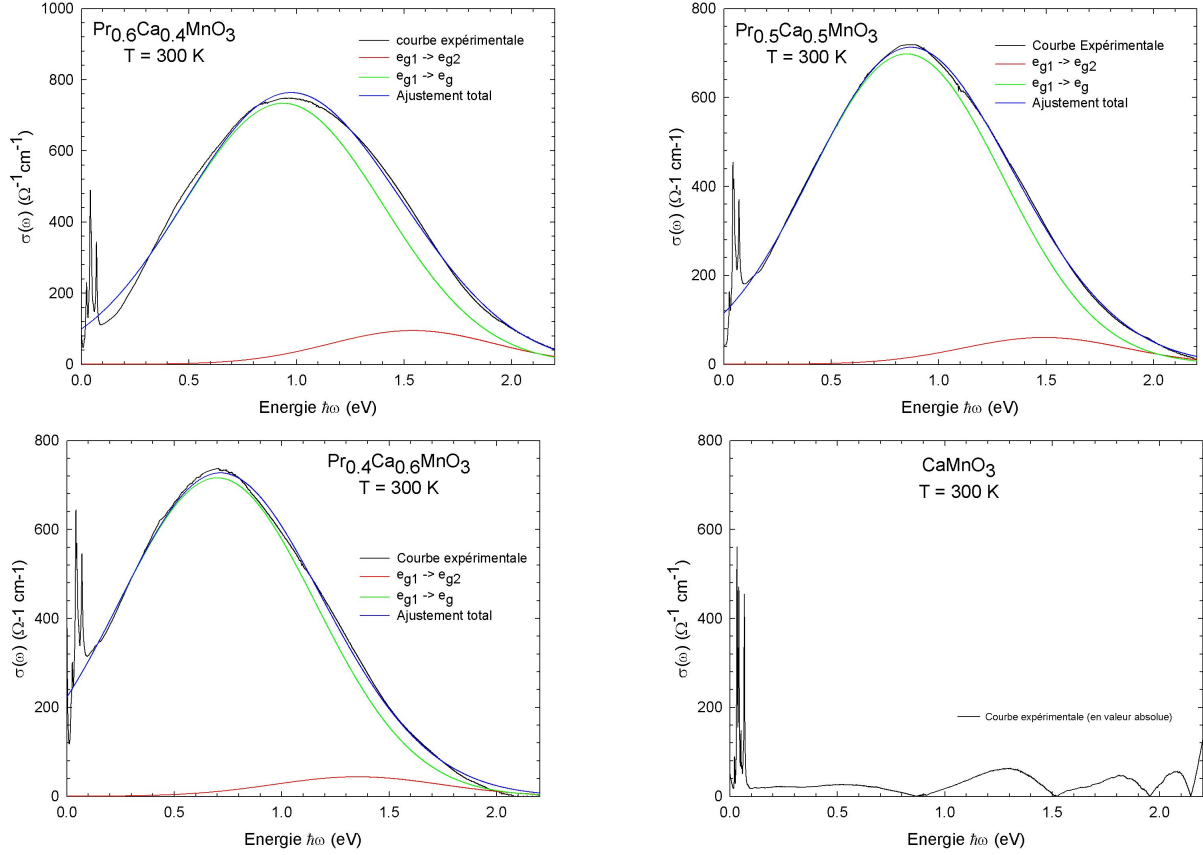 Pr0.6Ca0.4MnO3
T = 300 K
courbe expérimentale
eg1 -> eg2
eg1 -> eg
Ajustement total
1000
800
600
400
200
0
σ(ω) (Ω-1cm-1)
0.0 0.5 1.0 1.5 2.0
Energie ℏω (eV)
Pr0.5Ca0.5MnO3
T = 300 K
Courbe Expérimentale
eg1 -> eg2
eg1 -> eg
Ajustement total
800
600
400
200
0
σ(ω) (Ω-1 cm-1)
0.0 0.5 1.0 1.5 2.0
Energie ℏω (eV)
Pr0.4Ca0.6MnO3
T = 300 K
Courbe expérimentale
eg1 -> eg2
eg1 -> eg
Ajustement total
800
600
400
200
0
σ(ω) (Ω-1 cm-1)
0.0 0.5 1.0 1.5 2.0
Energie ℏω (eV)
CaMnO3
T = 300 K
Courbe expérimentale (en valeur absolue)
800
600
400
200
0
σ(ω) (Ω-1 cm-1)
0.0 0.5 1.0 1.5 2.0
Energie ℏω (eV)